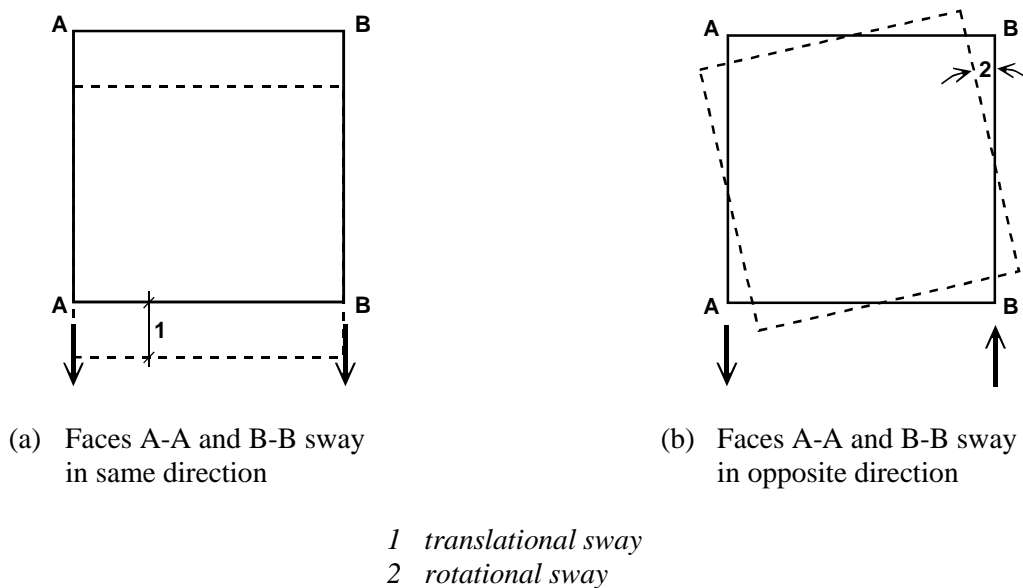 A B
A B
1
(a) Faces A-A and B-B sway
in same direction
A B
2
A B
(b) Faces A-A and B-B sway
in opposite direction
1 translational sway
2 rotational sway